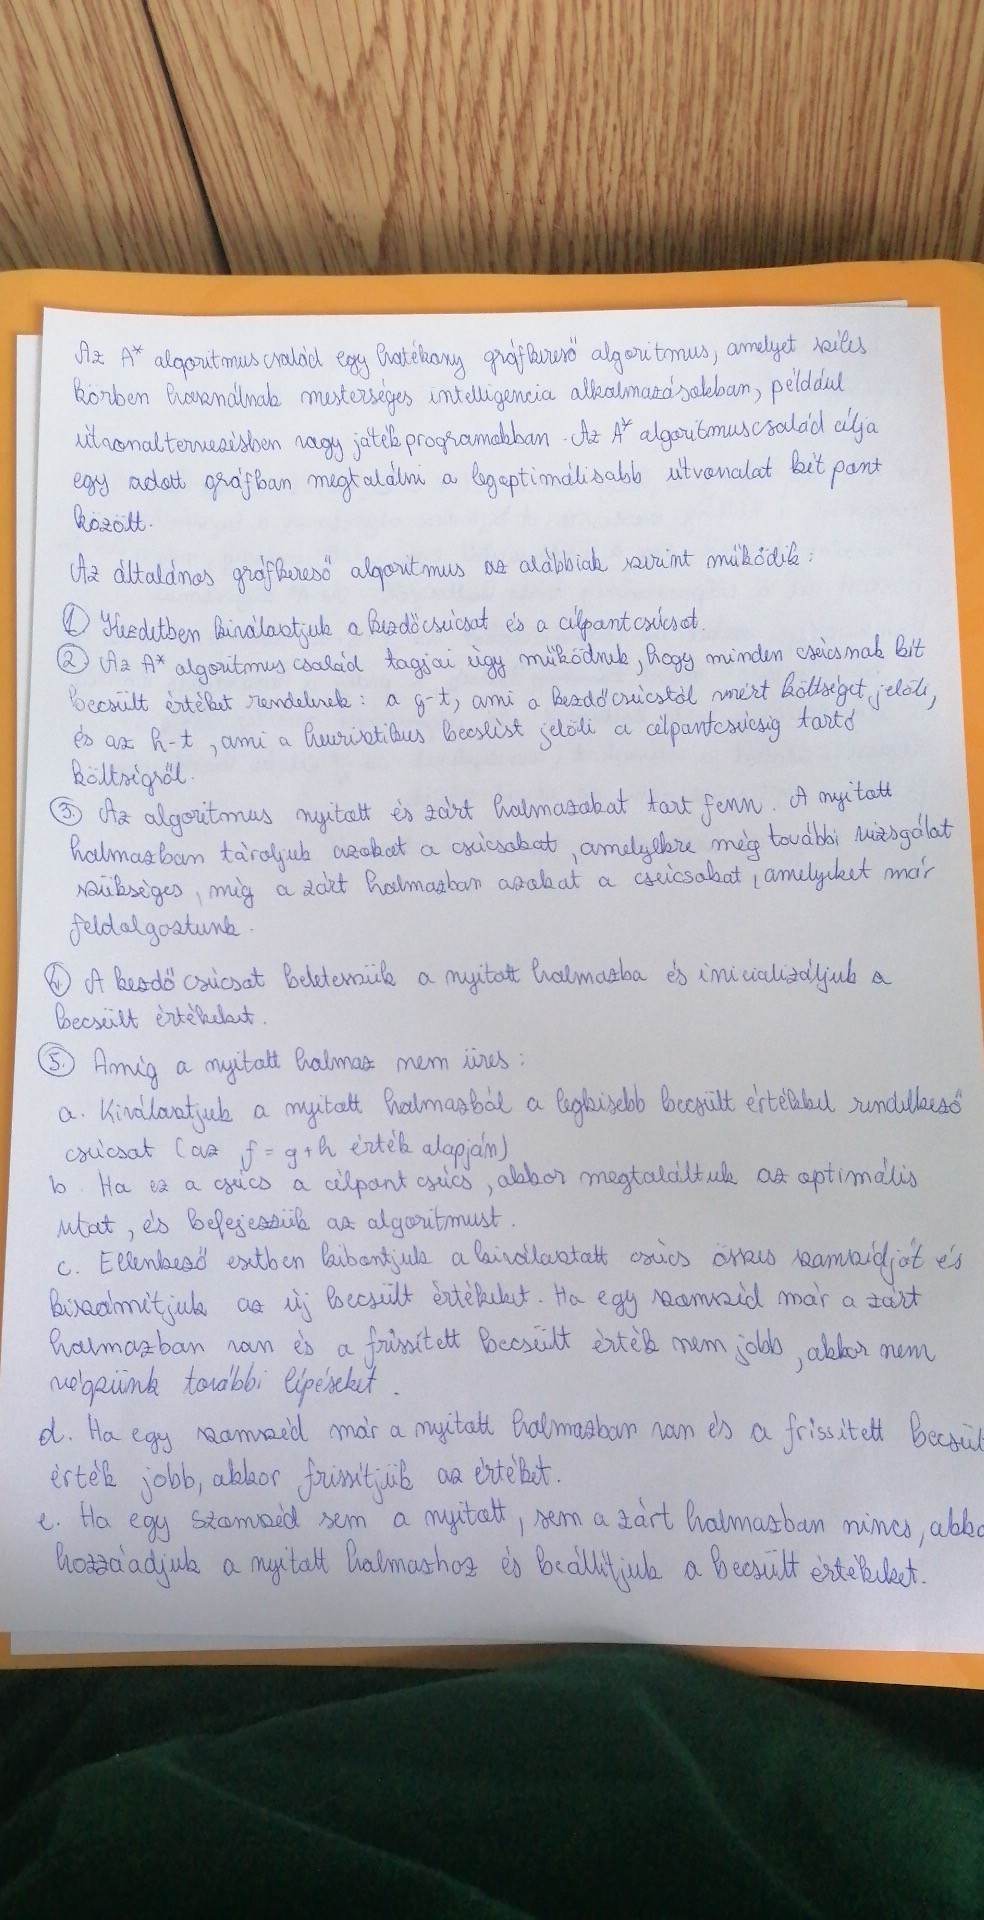 Az A* algoritmuscsalád egy hatékony gráfkereső algoritmus, amelyet széles
körben használnak mesterséges intelligencia alkalmazásokban, például
útvonaltervezésben vagy játékprogramokban. Az A* algoritmuscsalád célja
egy adott gráfban megtalálni a legoptimálisabb útvonalat két pont
között.
Az általános gráfkereső algoritmus az alábbiak szerint működik:
1. Kezdetben kiválasztjuk a kezdőcsúcsot és a célpontcsúcsot.
2. Az A* algoritmus család tagjai úgy működnek, hogy minden csúcsnak két
becsült értéket rendelnek: a g-t, ami a kezdőcsúcstól mért költséget jelöli,
és az h-t, ami a heurisztikus becslést jelöli a célpontcsúcsig tartó
költségről.
3. Az algoritmus nyitott és zárt halmazokat tart fenn. A nyitott
halmazban tároljuk azokat a csúcsokat, amelyekre még további vizsgálat
szükséges, míg a zárt halmazban azokat a csúcsokat, amelyeket már
feldolgoztunk.
4. A kezdő csúcsot beletesszük a nyitott halmazba és inicializáljuk a
becsült értékeket.
5. Amíg a nyitott halmaz nem üres:
a. Kiválasztjuk a nyitott halmazból a legkisebb becsült értékkel rendelkező
csúcsot (az f = g+h érték alapján)
b. Ha ez a csúcs a célpont csúcs, akkor megtaláltuk az optimális
utat, és befejezzük az algoritmust.
c. Ellenkező esetben kibontjuk a kiválasztott csúcs összes szomszédját és
kiszámítjuk az új becsült értékeket. Ha egy szomszéd már a zárt
halmazban van és a frissített becsült érték nem jobb, akkor nem
végzünk további lépéseket.
d. Ha egy szomszéd már a nyitott halmazban van és a frissített becsül
érték jobb, akkor frissítjük az értéket.
e. Ha egy szomszéd sem a nyitott, sem a zárt halmazban nincs, akko
hozzáadjuk a nyitott halmazhoz és beállítjuk a becsült értékeket.